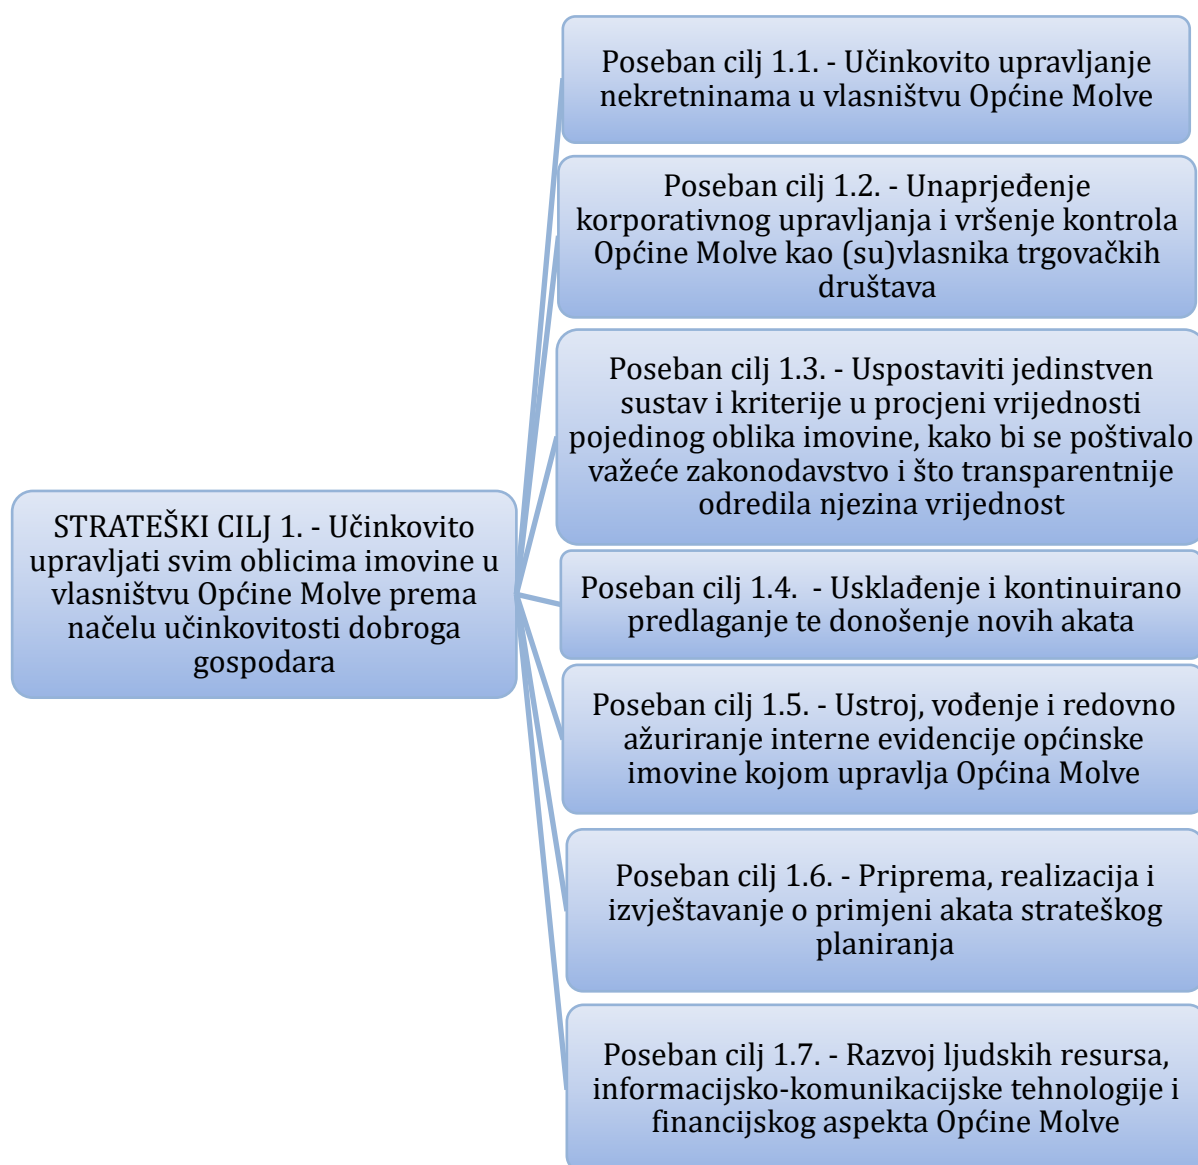 STRATEŠKI CILJ 1. - Učinkovito
upravljati svim oblicima imovine u
vlasništvu Općine Molve prema
načelu učinkovitosti dobroga
gospodara
Poseban cilj 1.1. - Učinkovito upravljanje
nekretninama u vlasništvu Općine Molve
Poseban cilj 1.2. - Unaprjeđenje
korporativnog upravljanja i vršenje kontrola
Općine Molve kao (su)vlasnika trgovačkih
društava
Poseban cilj 1.3. - Uspostaviti jedinstven
sustav i kriterije u procjeni vrijednosti
pojedinog oblika imovine, kako bi se poštivalo
važeće zakonodavstvo i što transparentnije
odredila njezina vrijednost
Poseban cilj 1.4.  - Usklađenje i kontinuirano
predlaganje te donošenje novih akata
Poseban cilj 1.5. - Ustroj, vođenje i redovno
ažuriranje interne evidencije općinske
imovine kojom upravlja Općina Molve
Poseban cilj 1.6. - Priprema, realizacija i
izvještavanje o primjeni akata strateškog
planiranja
Poseban cilj 1.7. - Razvoj ljudskih resursa,
informacijsko-komunikacijske tehnologije i
financijskog aspekta Općine Molve